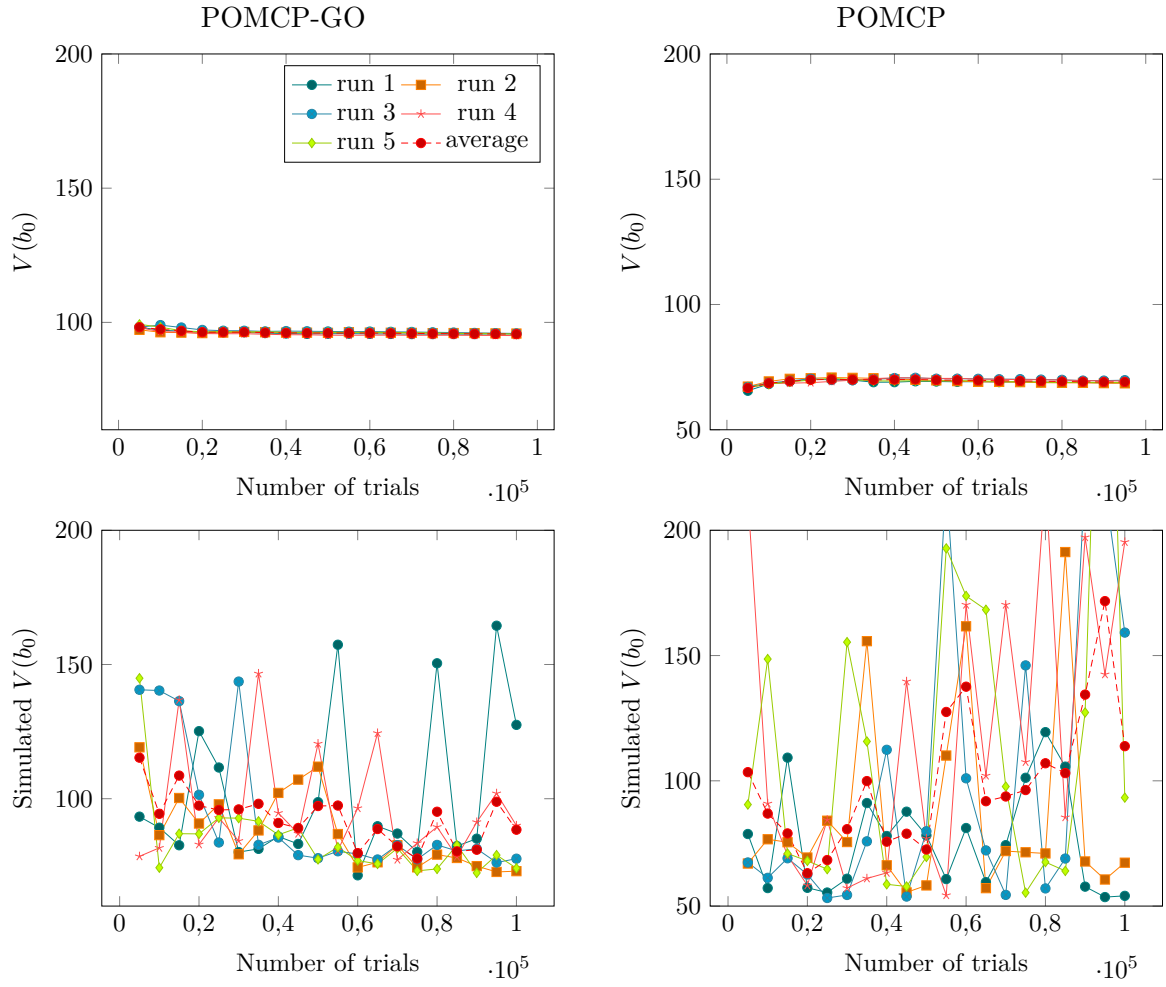 POMCP-GO
POMCP
200
150
100
V(b₀)
run 1
run 2
run 3
run 4
run 5
average
0
0,2
0,4
0,6
0,8
1
Number of trials
·10⁵
200
150
100
50
V(b₀)
0
0,2
0,4
0,6
0,8
1
Number of trials
·10⁵
200
150
100
Simulated V(b₀)
0
0,2
0,4
0,6
0,8
1
Number of trials
·10⁵
200
150
100
50
Simulated V(b₀)
0
0,2
0,4
0,6
0,8
1
Number of trials
·10⁵